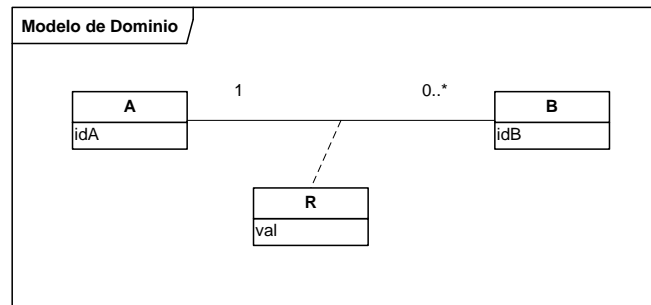 Modelo de Dominio
1
0..*
A
B
idA
idB
R
val